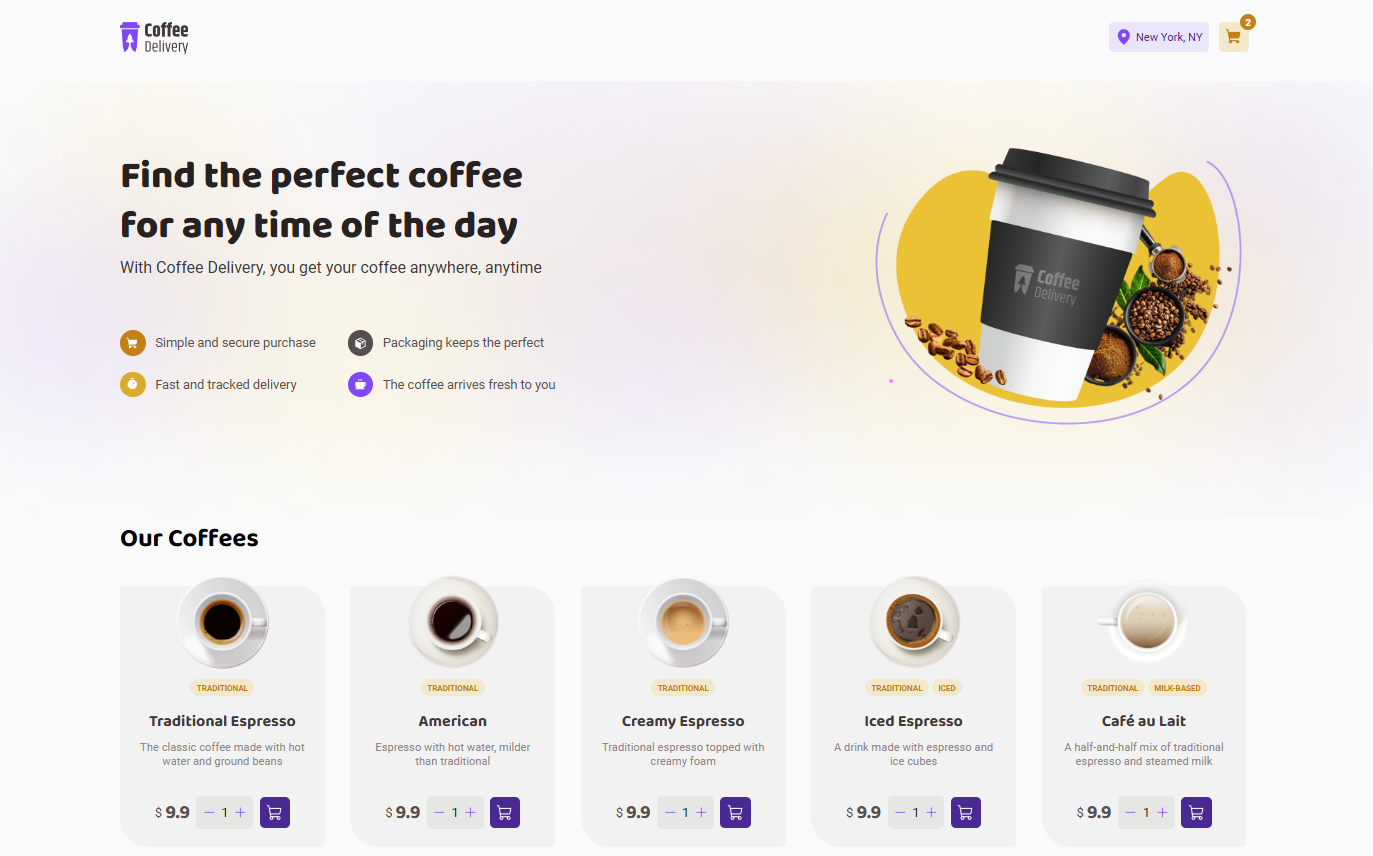 Coffee
Delivery
New York, NY
2
Find the perfect coffee
for any time of the day
With Coffee Delivery, you get your coffee anywhere, anytime
Simple and secure purchase
Packaging keeps the perfect
Fast and tracked delivery
The coffee arrives fresh to you
Coffee
Delivery
Our Coffees
TRADITIONAL
Traditional Espresso
The classic coffee made with hot
water and ground beans
$ 9.9
− 1 +
TRADITIONAL
American
Espresso with hot water, milder
than traditional
$ 9.9
− 1 +
TRADITIONAL
Creamy Espresso
Traditional espresso topped with
creamy foam
$ 9.9
− 1 +
TRADITIONAL ICED
Iced Espresso
A drink made with espresso and
ice cubes
$ 9.9
− 1 +
TRADITIONAL MILK-BASED
Café au Lait
A half-and-half mix of traditional
espresso and steamed milk
$ 9.9
− 1 +